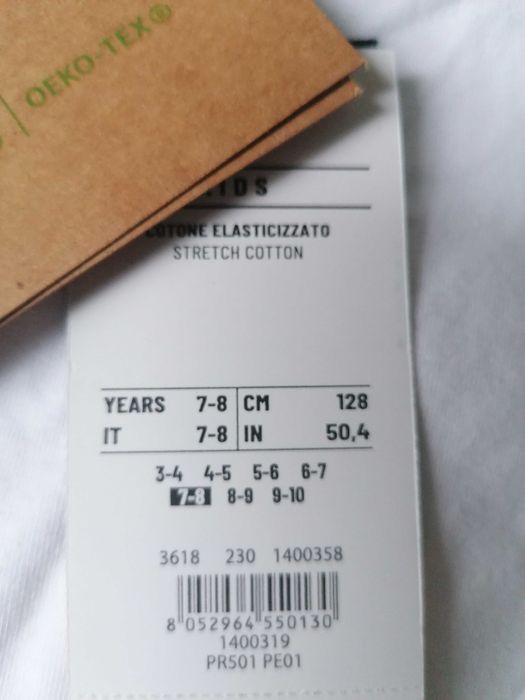 OEKO-TEX®
COTONE ELASTICIZZATO
STRETCH COTTON
YEARS 7-8 CM 128
IT 7-8 IN 50,4
3-4 4-5 5-6 6-7
7-8 8-9 9-10
3618 230 1400358
8 052964 550130
1400319
PR501 PE01